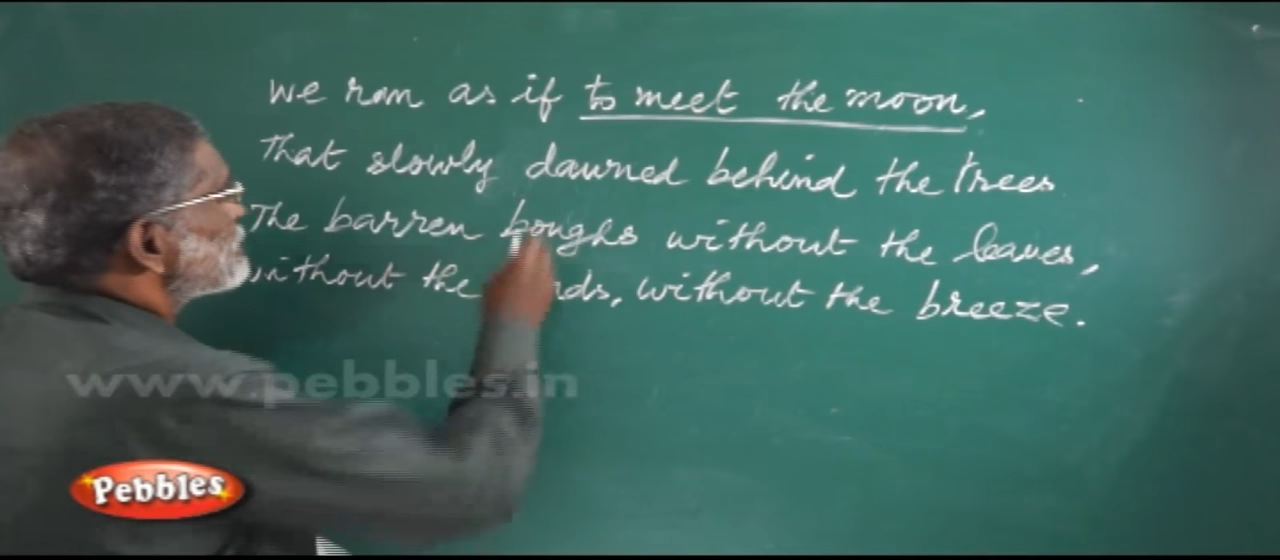 we ran as if to meet the moon,
That slowly dawned behind the trees
The barren boughs without the leaves,
without the, without the breeze.
www.pebbles.in
Pebbles